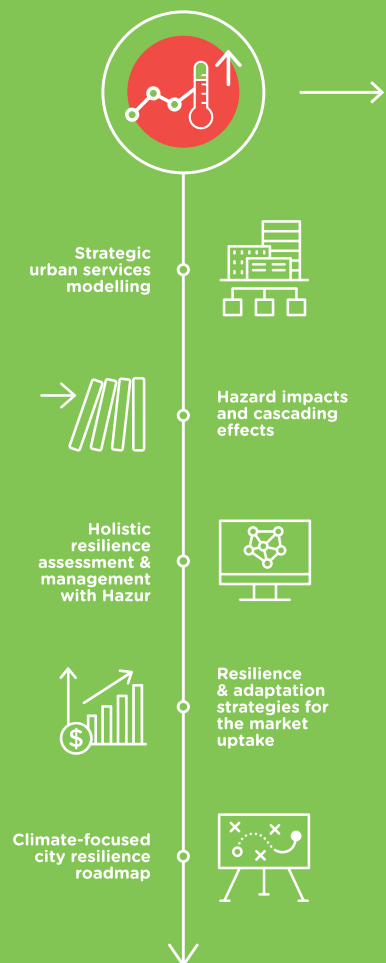 Strategic
urban services
modelling
Hazard impacts
and cascading
effects
Holistic
resilience
assessment &
management
with Hazur
$
Resilience
& adaptation
strategies for
the market
uptake
Climate-focused
city resilience
roadmap